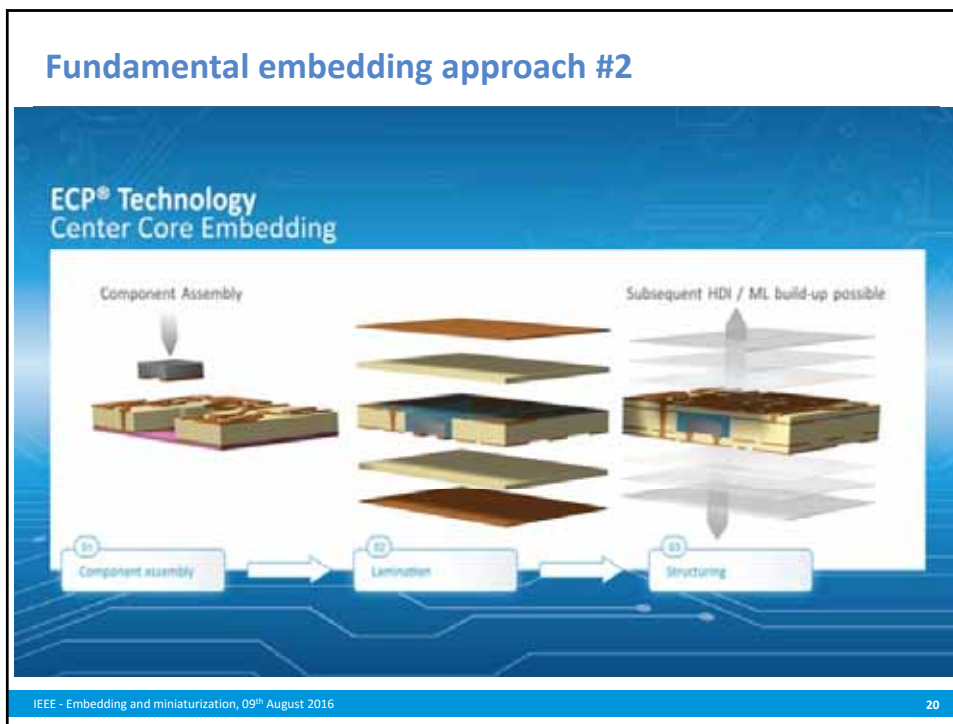 Fundamental embedding approach #2
ECP® Technology
Center Core Embedding
Component Assembly
Subsequent HDI / ML build-up possible
01
Component assembly
02
Lamination
03
Structuring
IEEE - Embedding and miniaturization, 09th August 2016
20